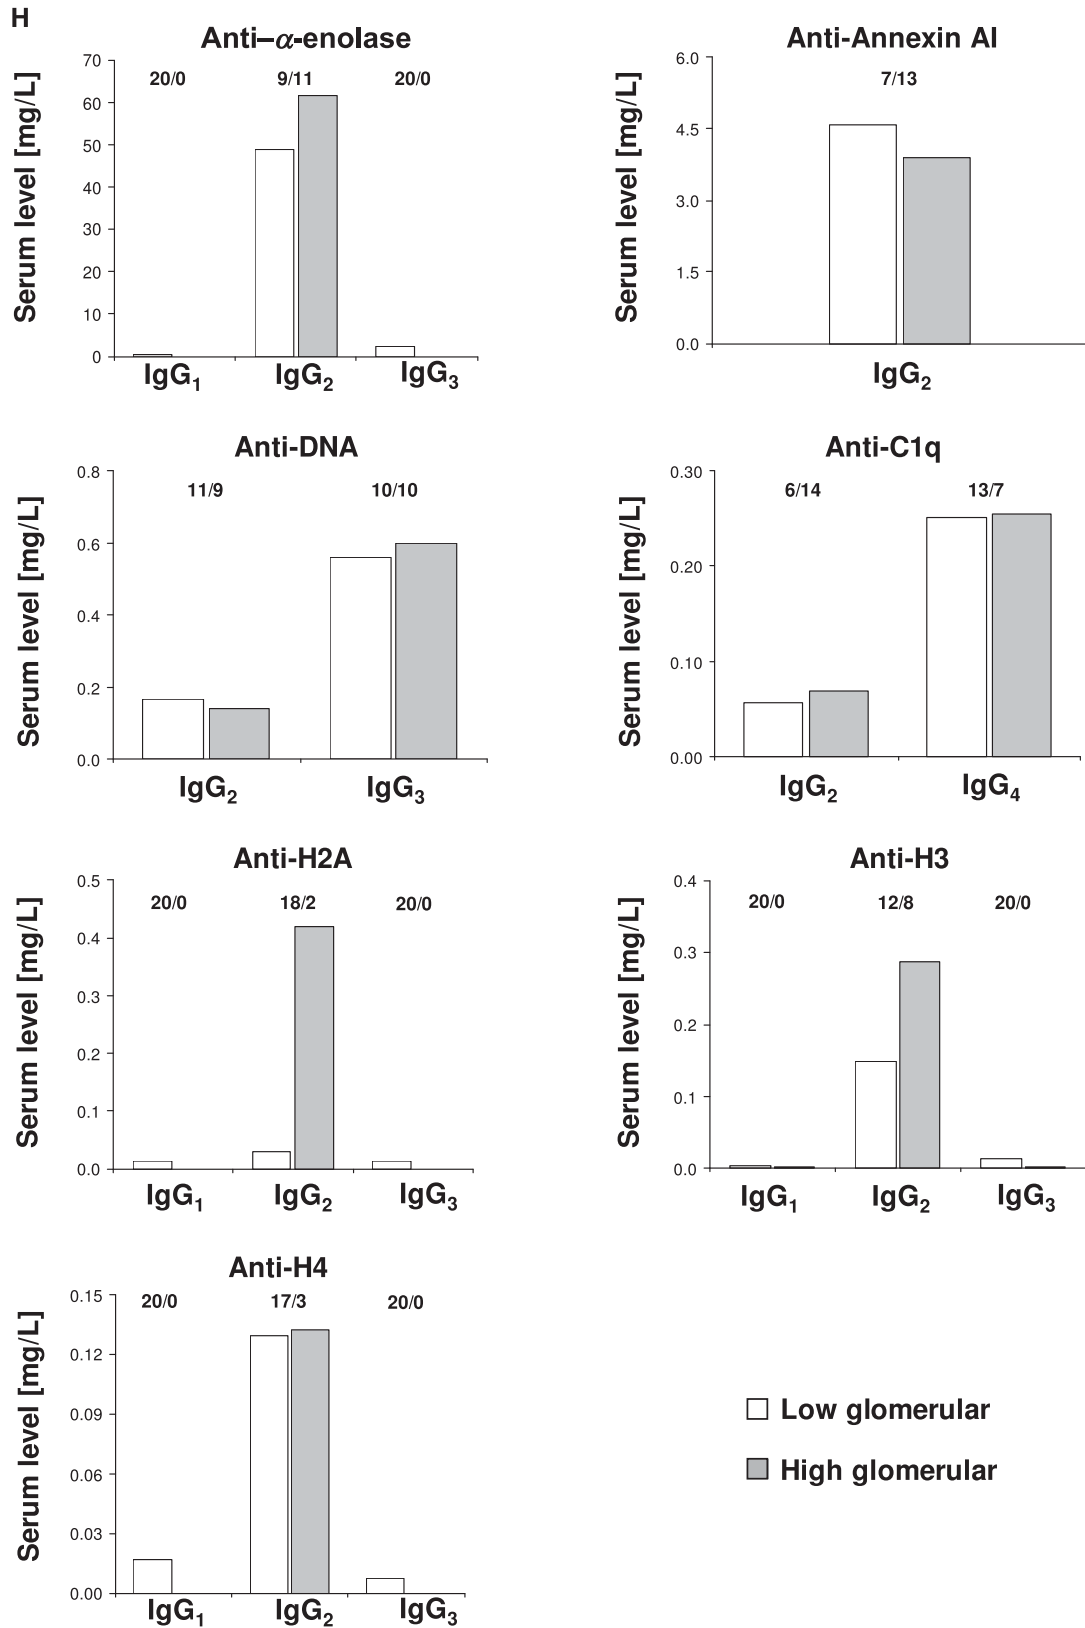 H
Anti–α-enolase
Serum level [mg/L]
70
60
50
40
30
20
10
0
20/0
9/11
20/0
IgG1
IgG2
IgG3
Anti-Annexin AI
Serum level [mg/L]
6.0
4.5
3.0
1.5
0.0
7/13
IgG2
Anti-DNA
Serum level [mg/L]
0.8
0.6
0.4
0.2
0.0
11/9
10/10
IgG2
IgG3
Anti-C1q
Serum level [mg/L]
0.30
0.20
0.10
0.00
6/14
13/7
IgG2
IgG4
Anti-H2A
Serum level [mg/L]
0.5
0.4
0.3
0.2
0.1
0.0
20/0
18/2
20/0
IgG1
IgG2
IgG3
Anti-H3
Serum level [mg/L]
0.4
0.3
0.2
0.1
0.0
20/0
12/8
20/0
IgG1
IgG2
IgG3
Anti-H4
Serum level [mg/L]
0.15
0.12
0.09
0.06
0.03
0.00
20/0
17/3
20/0
IgG1
IgG2
IgG3
Low glomerular
High glomerular